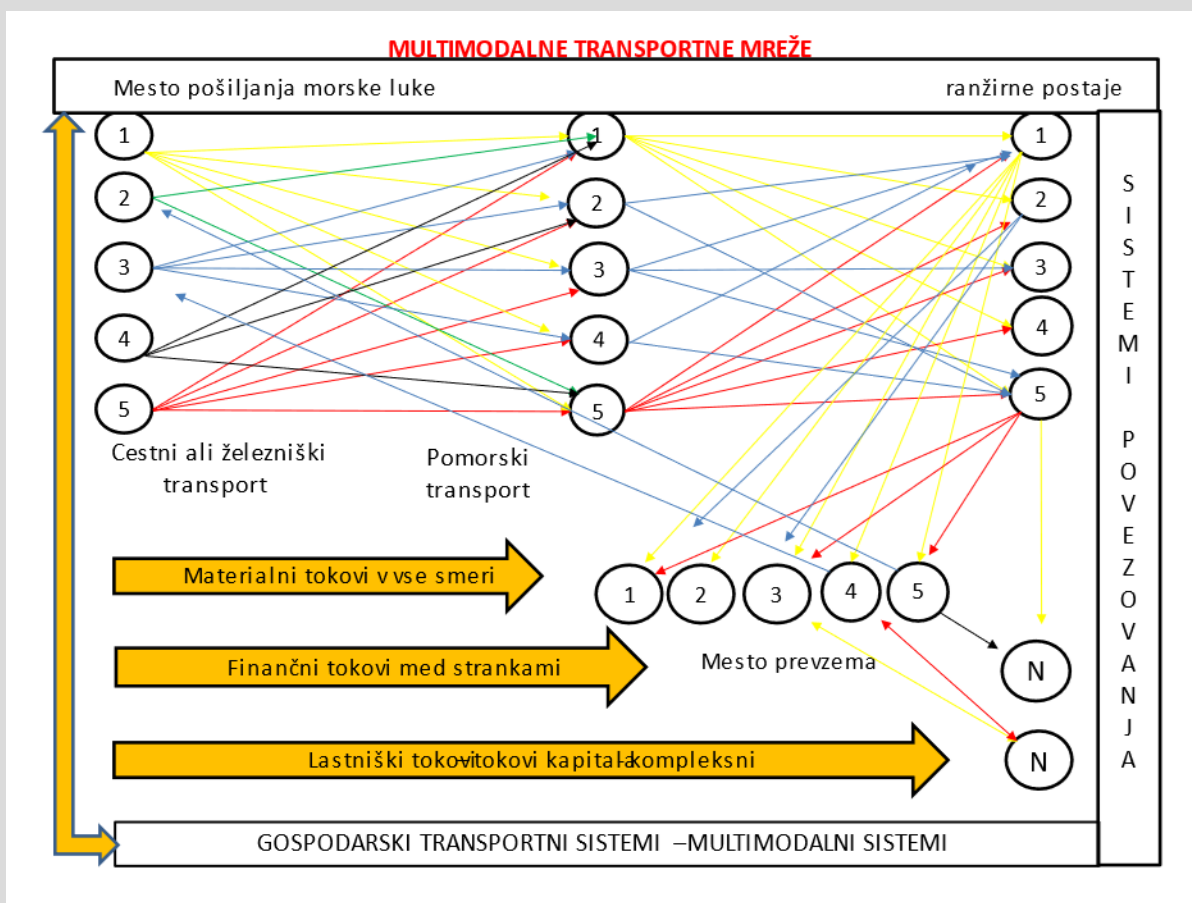 MULTIMODALNE TRANSPORTNE MREŽE
Mesto pošiljanja morske luke
ranžirne postaje
1
2
3
4
5
1
2
3
4
5
1
2
3
4
5
SISTEMI POVEZOVANJA
Cestni ali železniški
transport
Pomorski
transport
Materialni tokovi v vse smeri
1
2
3
4
5
Finančni tokovi med strankami
Mesto prevzema
N
Lastniški tokovi–tokovi kapitala-kompleksni
N
GOSPODARSKI TRANSPORTNI SISTEMI –MULTIMODALNI SISTEMI